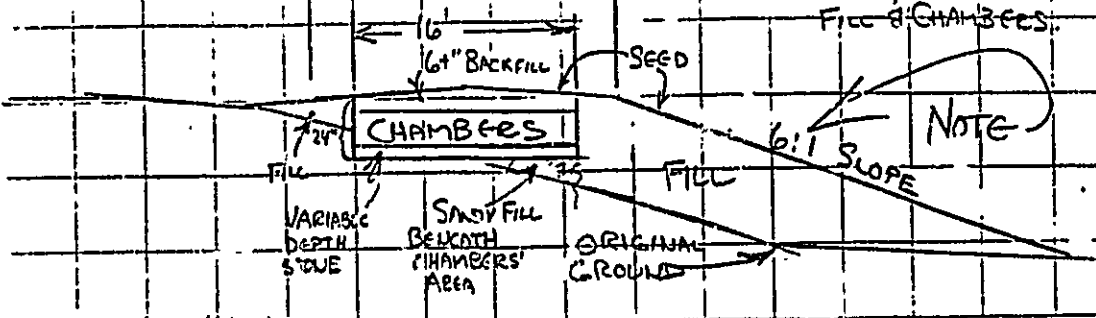 FILL & CHAMBERS.
16'
6+" BACKFILL
SEED
NOTE
24"
CHAMBERS
6:1 SLOPE
FILL
FILL
VARIABLE
DEPTH
STONE
SANDY FILL
BENEATH
CHAMBERS'
AREA
ORIGINAL
GROUND